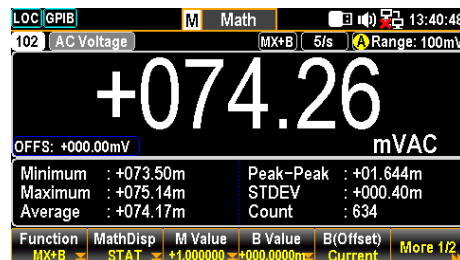 LOC GPIB M Math 13:40:48
102 AC Voltage MX+B 5/s A Range: 100mV
+074.26
OFFS: +000.00mV mVAC
Minimum : +073.50m Peak-Peak : +01.644m
Maximum : +075.14m STDEV : +000.40m
Average : +074.17m Count : 634
Function MathDisp M Value B Value B(Offset) More 1/2
MX+B STAT +1.000000 +000.0000m Current